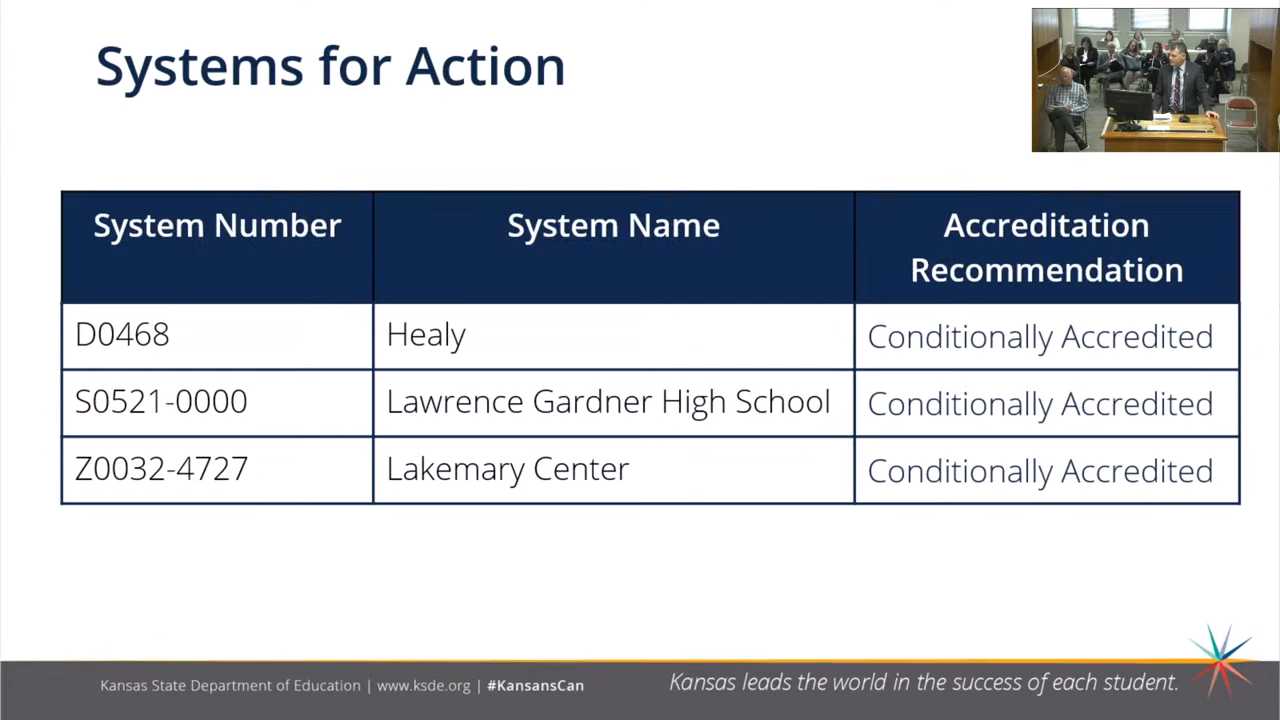 Systems for Action
System Number
System Name
Accreditation
Recommendation
D0468
Healy
Conditionally Accredited
S0521-0000
Lawrence Gardner High School
Conditionally Accredited
Z0032-4727
Lakemary Center
Conditionally Accredited
Kansas State Department of Education | www.ksde.org | #KansansCan
Kansas leads the world in the success of each student.